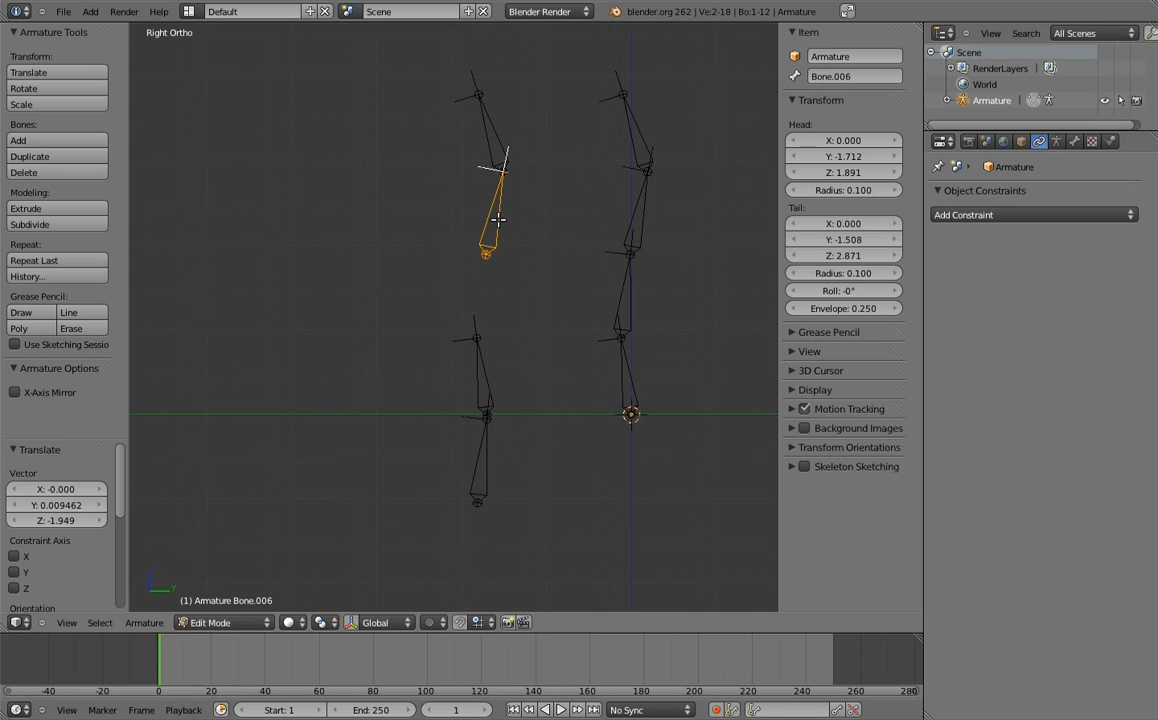 File Add Render Help Default Scene Blender Render blender.org 262 | Ve:2-18 | Bo:1-12 | Armature
Armature Tools
Transform:
Translate
Rotate
Scale
Bones:
Add
Duplicate
Delete
Modeling:
Extrude
Subdivide
Repeat:
Repeat Last
History...
Grease Pencil:
Draw Line
Poly Erase
Use Sketching Sessio
Armature Options
X-Axis Mirror
Translate
Vector
X: -0.000
Y: 0.009462
Z: -1.949
Constraint Axis
X
Y
Z
Orientation
Right Ortho
(1) Armature Bone.006
View Select Armature Edit Mode Global
Item
Armature
Bone.006
Transform
Head:
X: 0.000
Y: -1.712
Z: 1.891
Radius: 0.100
Tail:
X: 0.000
Y: -1.508
Z: 2.871
Radius: 0.100
Roll: -0°
Envelope: 0.250
Grease Pencil
View
3D Cursor
Display
Motion Tracking
Background Images
Transform Orientations
Skeleton Sketching
View Search All Scenes
Scene
RenderLayers
World
Armature
Armature
Object Constraints
Add Constraint
-40 -20 0 20 40 60 80 100 120 140 160 180 200 220 240 260 280
View Marker Frame Playback Start: 1 End: 250 1 No Sync